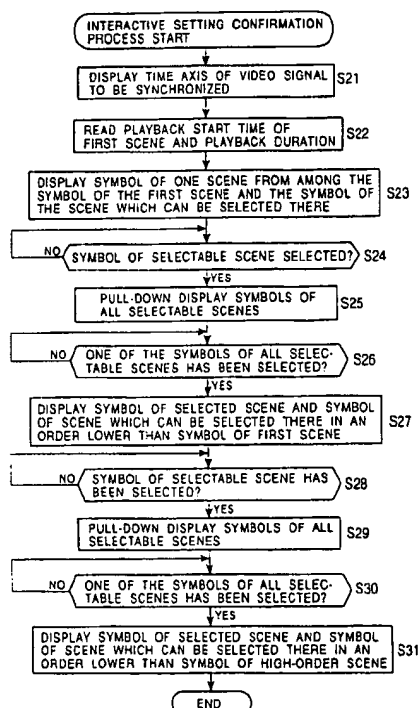 INTERACTIVE SETTING CONFIRMATION
PROCESS START
DISPLAY TIME AXIS OF VIDEO SIGNAL
TO BE SYNCHRONIZED
S21
READ PLAYBACK START TIME OF
FIRST SCENE AND PLAYBACK DURATION
S22
DISPLAY SYMBOL OF ONE SCENE FROM AMONG THE
SYMBOL OF THE FIRST SCENE AND THE SYMBOL OF
THE SCENE WHICH CAN BE SELECTED THERE
S23
NO
SYMBOL OF SELECTABLE SCENE SELECTED?
S24
YES
PULL-DOWN DISPLAY SYMBOLS OF
ALL SELECTABLE SCENES
S25
NO
ONE OF THE SYMBOLS OF ALL SELEC-
TABLE SCENES HAS BEEN SELECTED?
S26
YES
DISPLAY SYMBOL OF SELECTED SCENE AND SYMBOL
OF SCENE WHICH CAN BE SELECTED THERE IN AN
ORDER LOWER THAN SYMBOL OF FIRST SCENE
S27
NO
SYMBOL OF SELECTABLE SCENE HAS
BEEN SELECTED?
S28
YES
PULL-DOWN DISPLAY SYMBOLS OF ALL
SELECTABLE SCENES
S29
NO
ONE OF THE SYMBOLS OF ALL SELEC-
TABLE SCENES HAS BEEN SELECTED?
S30
YES
DISPLAY SYMBOL OF SELECTED SCENE AND SYMBOL
OF SCENE WHICH CAN BE SELECTED THERE IN AN
ORDER LOWER THAN SYMBOL OF HIGH-ORDER SCENE
S31
END